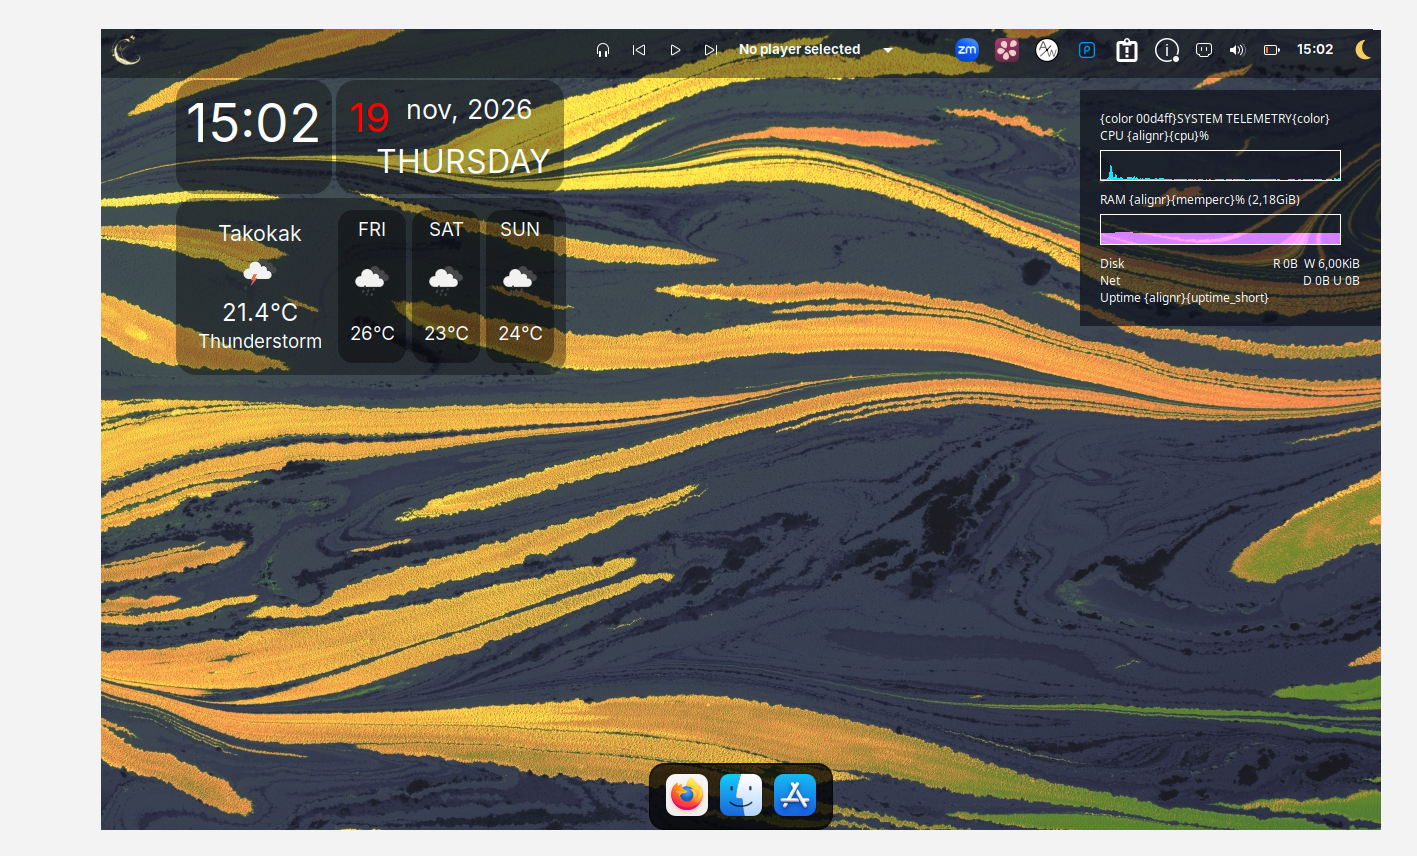 No player selected
zm
15:02
15:02
19 nov, 2026
THURSDAY
Takokak
21.4°C
Thunderstorm
FRI SAT SUN
26°C 23°C 24°C
{color 00d4ff}SYSTEM TELEMETRY{color}
CPU {alignr}{cpu}%
RAM {alignr}{memperc}% (2,18GiB)
Disk R 0B W 6,00KiB
Net D 0B U 0B
Uptime {alignr}{uptime_short}